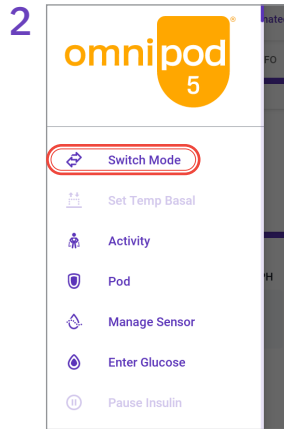 2
omnipod
5
Switch Mode
Set Temp Basal
Activity
Pod
Manage Sensor
Enter Glucose
Pause Insulin